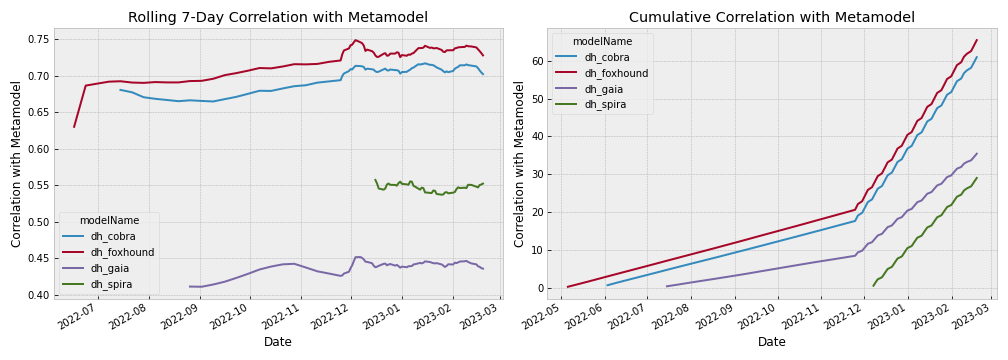 Rolling 7-Day Correlation with Metamodel
Correlation with Metamodel
0.75
0.70
0.65
0.60
0.55
0.50
0.45
0.40
modelName
dh_cobra
dh_foxhound
dh_gaia
dh_spira
2022-07
2022-08
2022-09
2022-10
2022-11
2022-12
2023-01
2023-02
2023-03
Date
Cumulative Correlation with Metamodel
Correlation with Metamodel
60
50
40
30
20
10
0
modelName
dh_cobra
dh_foxhound
dh_gaia
dh_spira
2022-05
2022-06
2022-07
2022-08
2022-09
2022-10
2022-11
2022-12
2023-01
2023-02
2023-03
Date